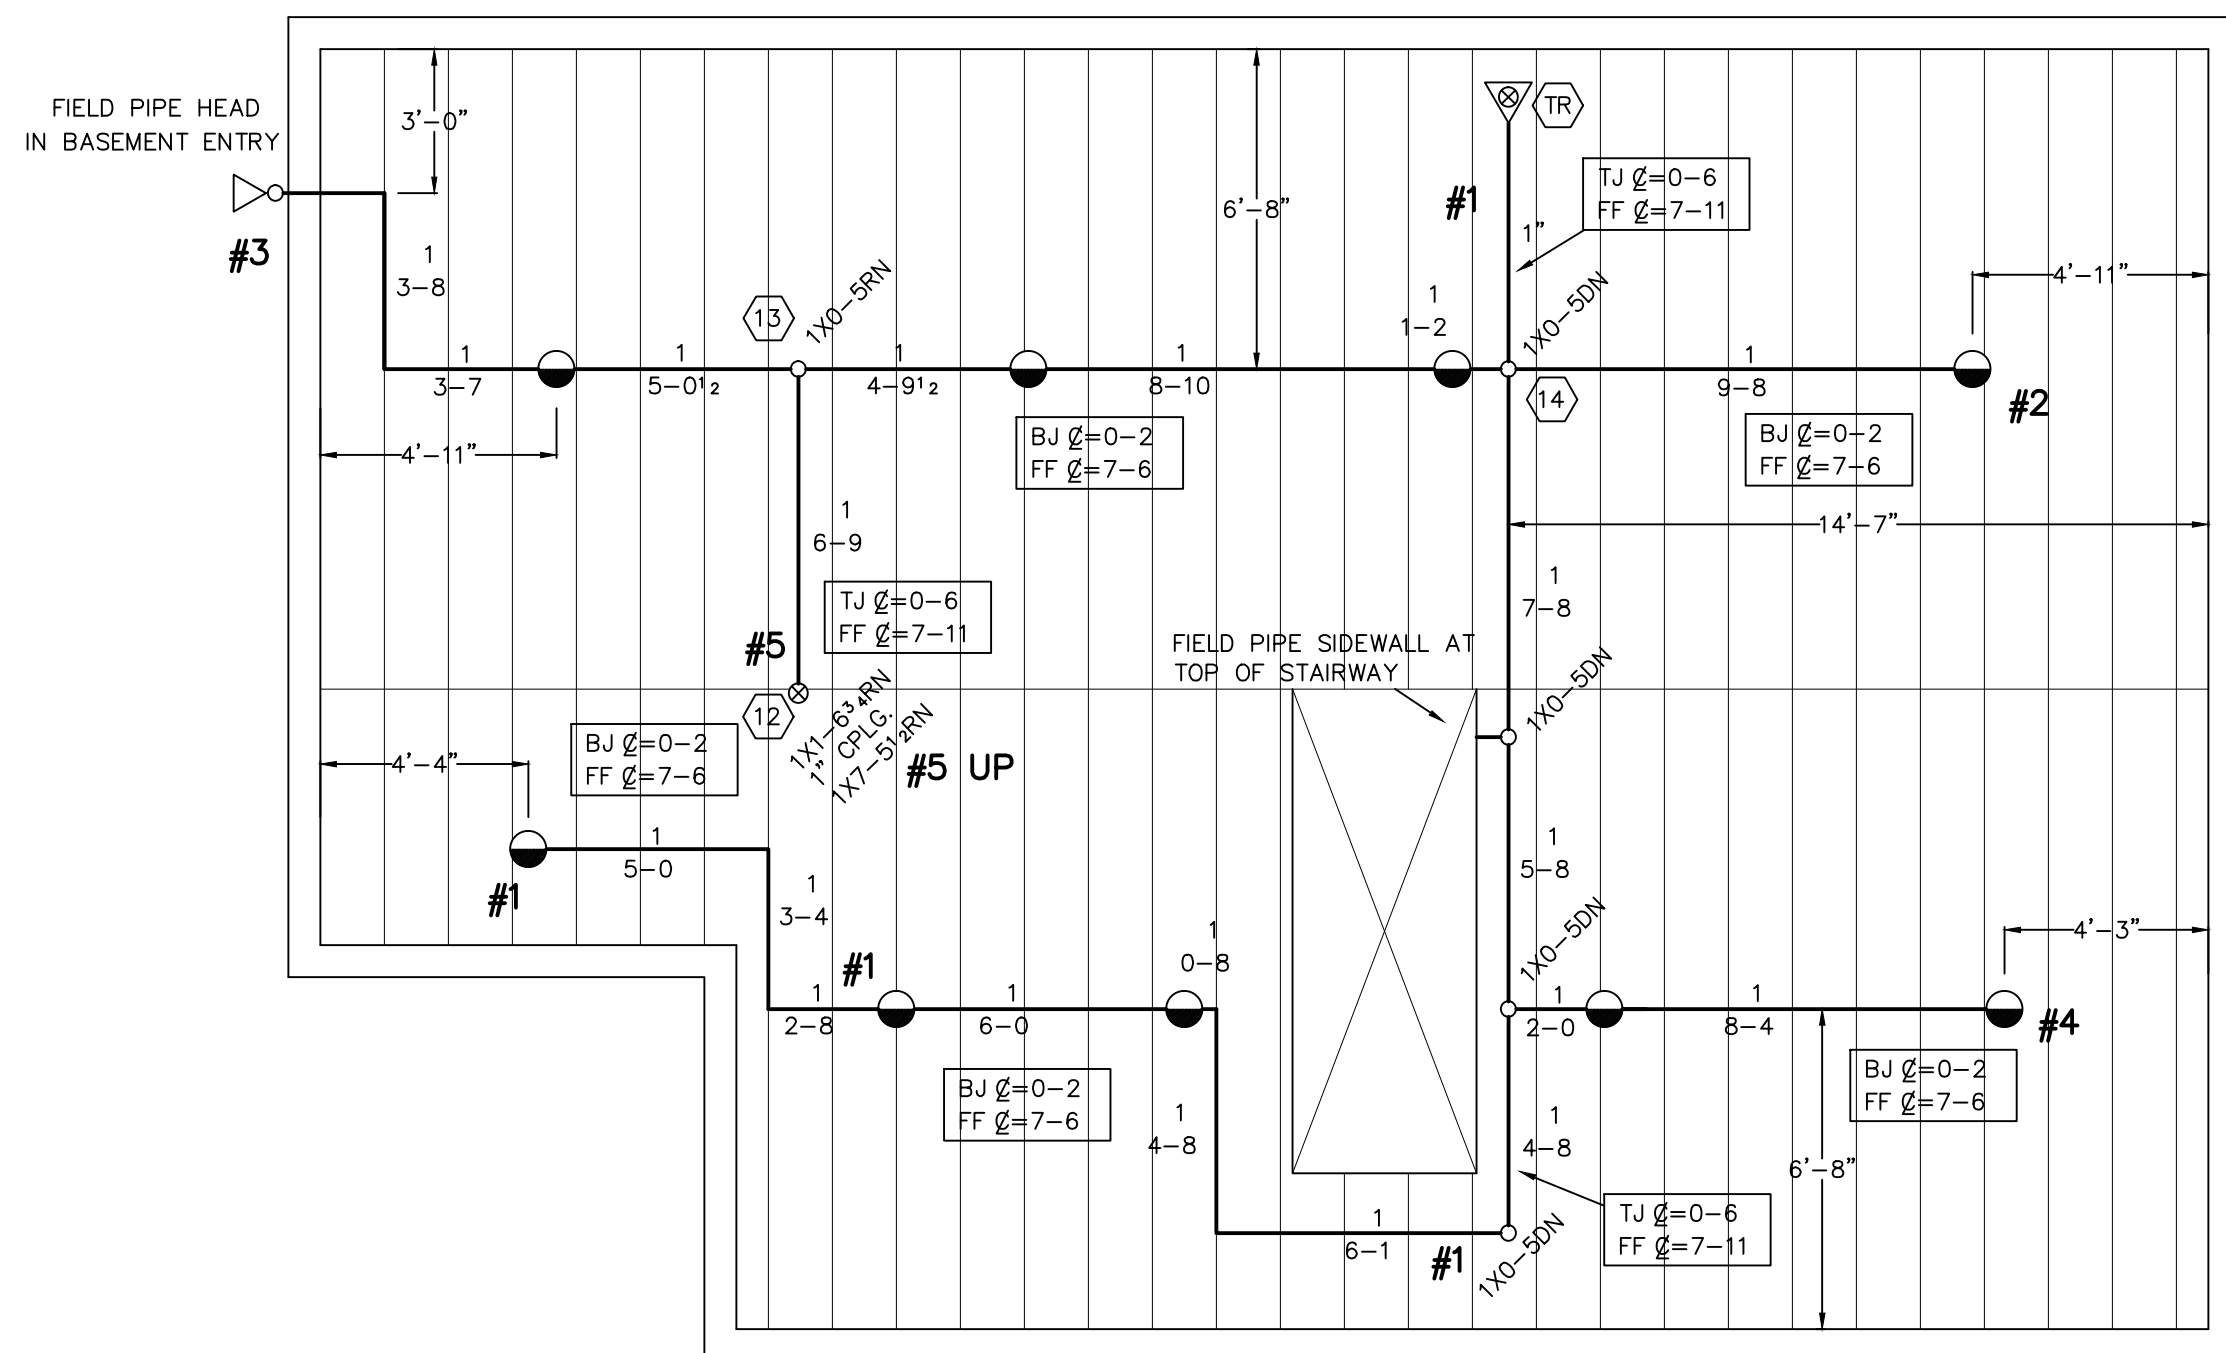 FIELD PIPE HEAD
IN BASEMENT ENTRY
3'-0"
#3
1
3-8
1
3-7
4'-11"
1
5-0½
13
1X0-5RN
1
4-9½
6'-8"
1
8-10
BJ ℄=0-2
FF ℄=7-6
TR
#1
1"
TJ ℄=0-6
FF ℄=7-11
1
1-2
1X0-5DN
14
1
9-8
4'-11"
#2
BJ ℄=0-2
FF ℄=7-6
14'-7"
1
6-9
TJ ℄=0-6
FF ℄=7-11
#5
12
1X1-6¾RN
1" CPLG.
1X7-5½RN
#5 UP
1
7-8
FIELD PIPE SIDEWALL AT
TOP OF STAIRWAY
1X0-5DN
BJ ℄=0-2
FF ℄=7-6
4'-4"
1
5-0
#1
1
3-4
1
2-8
#1
1
6-0
1
0-8
BJ ℄=0-2
FF ℄=7-6
1
4-8
1
5-8
1X0-5DN
1
2-0
1
8-4
4'-3"
#4
BJ ℄=0-2
FF ℄=7-6
6'-8"
1
4-8
TJ ℄=0-6
FF ℄=7-11
1
6-1
#1
1X0-5DN